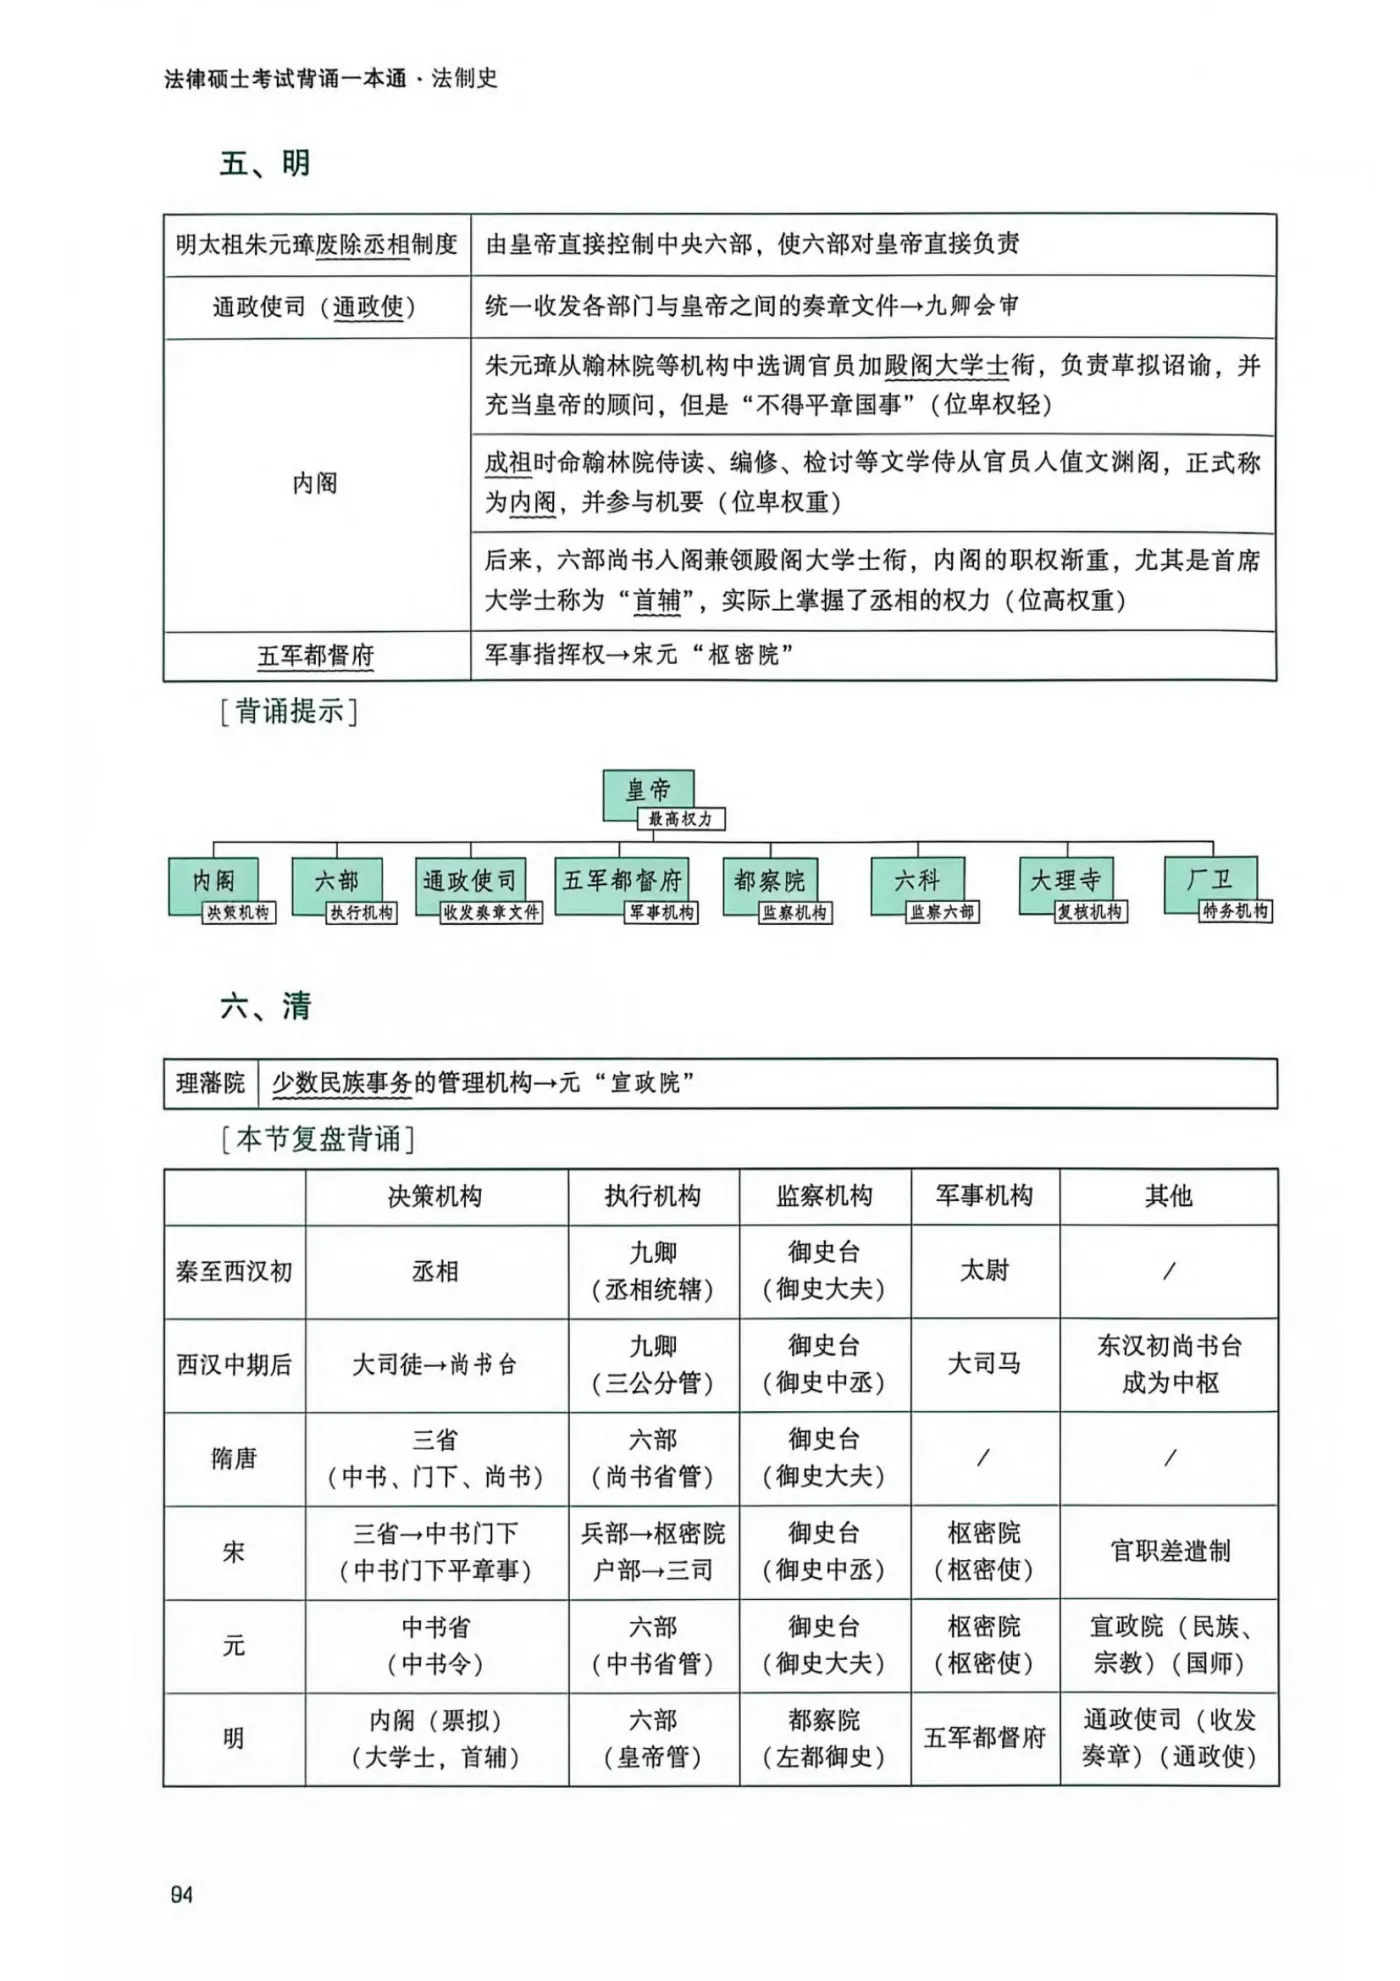 法律硕士考试背诵一本通·法制史
五、明
明太祖朱元璋废除丞相制度 由皇帝直接控制中央六部，使六部对皇帝直接负责
通政使司（通政使） 统一收发各部门与皇帝之间的奏章文件→九卿会审
内阁
朱元璋从翰林院等机构中选调官员加殿阁大学士衔，负责草拟诏谕，并
充当皇帝的顾问，但是“不得平章国事”（位卑权轻）
成祖时命翰林院侍读、编修、检讨等文学侍从官员入值文渊阁，正式称
为内阁，并参与机要（位卑权重）
后来，六部尚书入阁兼领殿阁大学士衔，内阁的职权渐重，尤其是首席
大学士称为“首辅”，实际上掌握了丞相的权力（位高权重）
五军都督府 军事指挥权→宋元“枢密院”
［背诵提示］
皇帝
最高权力
内阁 六部 通政使司 五军都督府 都察院 六科 大理寺 厂卫
决策机构 执行机构 收发奏章文件 军事机构 监察机构 监察六部 复核机构 特务机构
六、清
理藩院 少数民族事务的管理机构→元“宣政院”
［本节复盘背诵］
决策机构 执行机构 监察机构 军事机构 其他
秦至西汉初 丞相 九卿 御史台 太尉 /
（丞相统辖） （御史大夫）
西汉中期后 大司徒→尚书台 九卿 御史台 大司马 东汉初尚书台
（三公分管） （御史中丞） 成为中枢
隋唐 三省 六部 御史台 / /
（中书、门下、尚书） （尚书省管） （御史大夫）
宋 三省→中书门下 兵部→枢密院 御史台 枢密院 官职差遣制
（中书门下平章事） 户部→三司 （御史中丞） （枢密使）
元 中书省 六部 御史台 枢密院 宣政院（民族、
（中书令） （中书省管） （御史大夫） （枢密使） 宗教）（国师）
明 内阁（票拟） 六部 都察院 五军都督府 通政使司（收发
（大学士，首辅） （皇帝管） （左都御史） 奏章）（通政使）
94